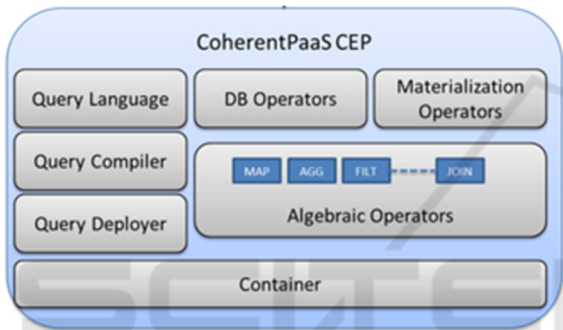 CoherentPaaS CEP
Query Language
DB Operators
Materialization
Operators
Query Compiler
MAP AGG FILT JOIN
Algebraic Operators
Query Deployer
Container
SCITE